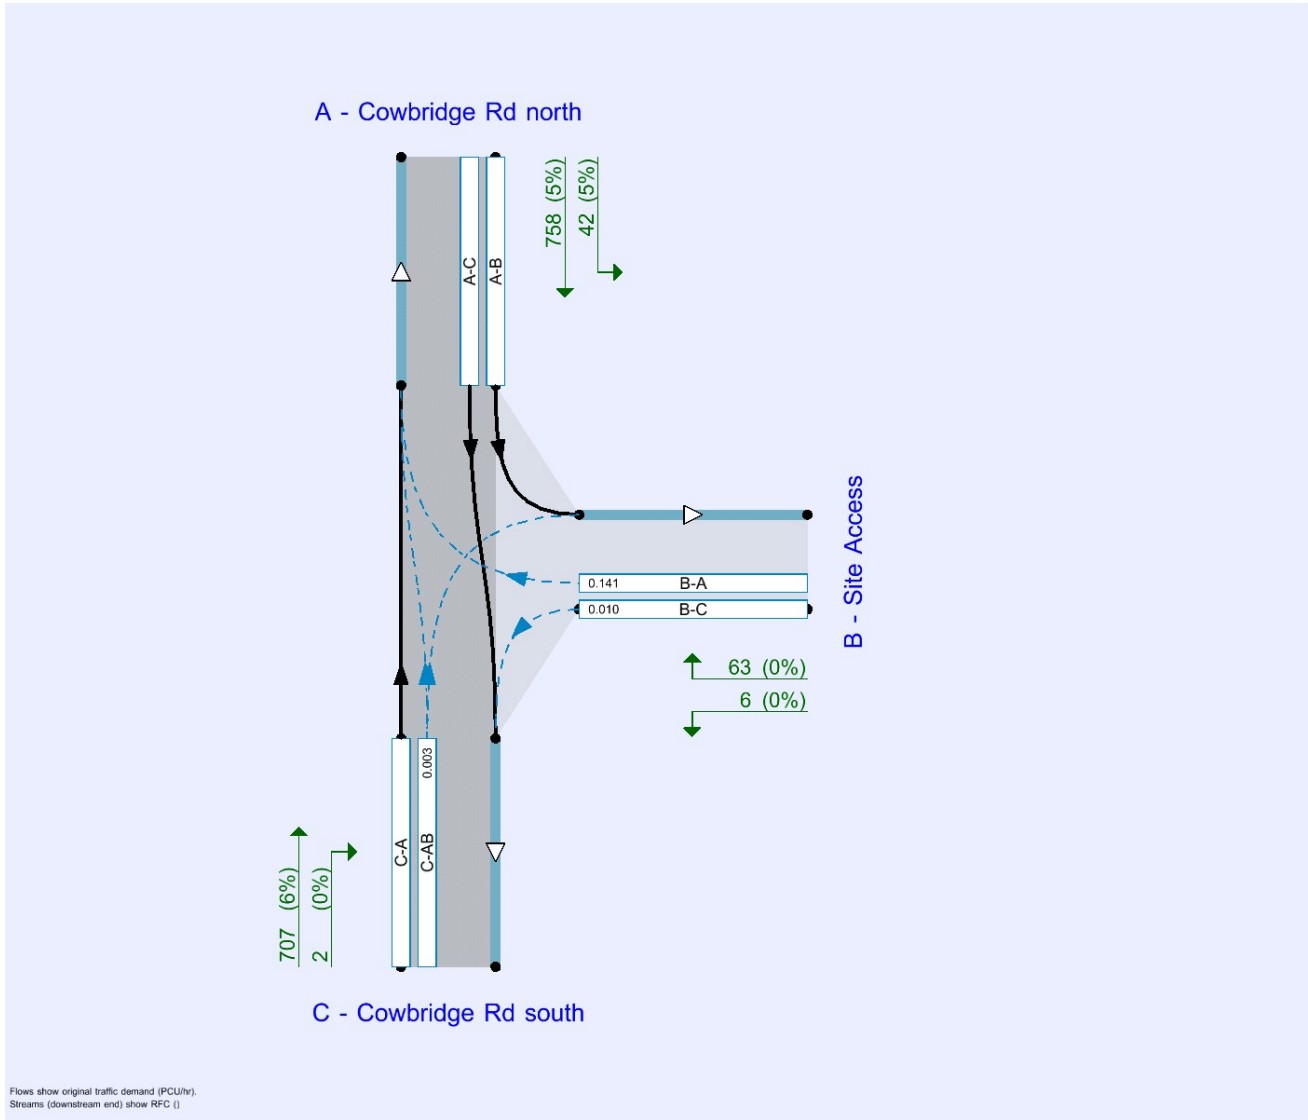 A - Cowbridge Rd north
758 (5%)
42 (5%)
A-C
A-B
B - Site Access
0.141 B-A
0.010 B-C
63 (0%)
6 (0%)
0.003
C-A
C-AB
707 (6%)
2 (0%)
C - Cowbridge Rd south
Flows show original traffic demand (PCU/hr).
Streams (downstream end) show RFC ()